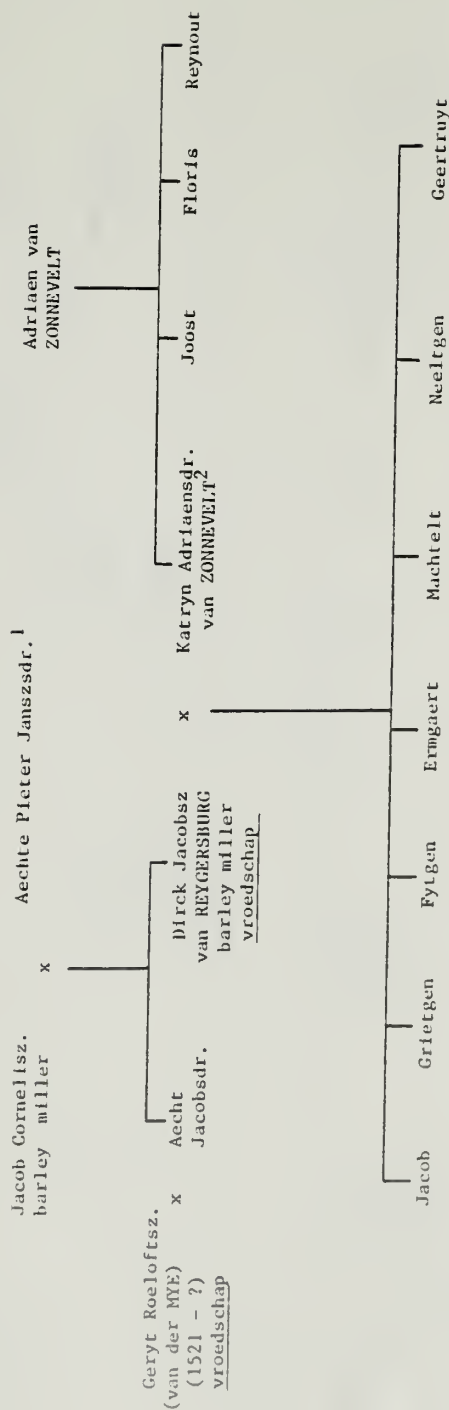 Jacob Cornelisz.
barley miller
x
Aechte Pieter Janszsdr.1
Adriaen van
ZONNEVELT
Geryt Roeloftsz.
(van der MYE)
(1521 - ?)
vroedschap
x
Aecht
Jacobsdr.
Dirck Jacobsz
van REYGERSBURG
barley miller
vroedschap
x
Katryn Adriaensdr.
van ZONNEVELT2
Joost
Floris
Reynout
Jacob
Grietgen
Fytgen
Ermgaert
Machtelt
Neeltgen
Geertruyt